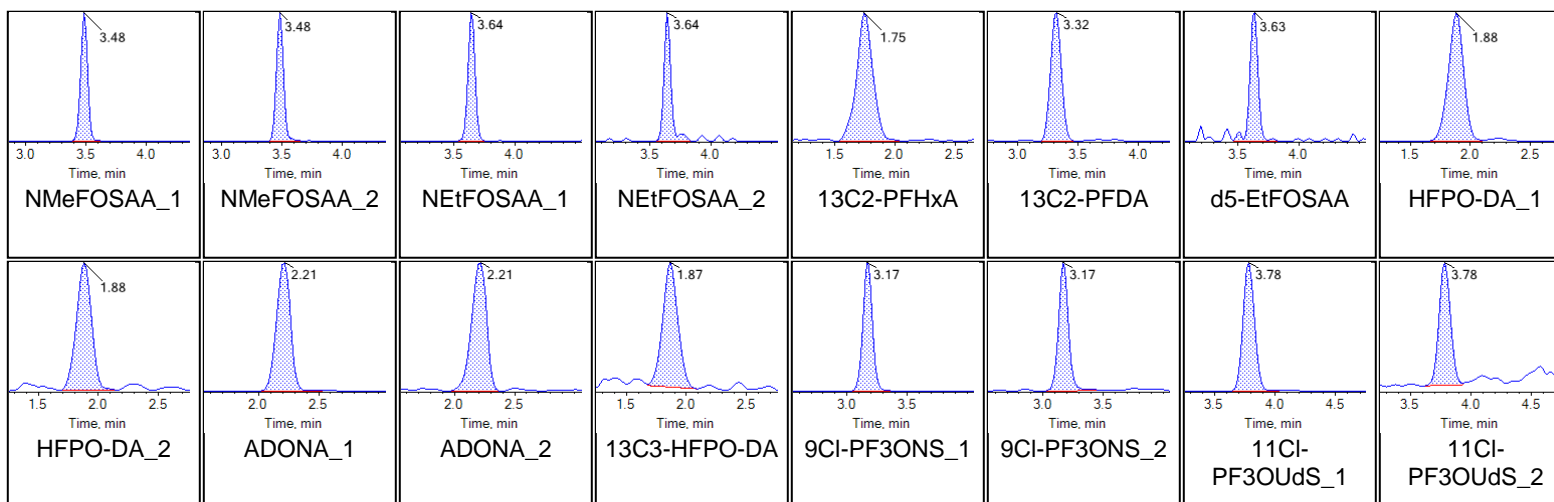 3.48 3.48 3.64 3.64 1.75 3.32 3.63 1.88
3.0 3.5 4.0 3.0 3.5 4.0 3.5 4.0 3.5 4.0 1.5 2.0 2.5 3.0 3.5 4.0 3.5 4.0 1.5 2.0 2.5
Time, min Time, min Time, min Time, min Time, min Time, min Time, min Time, min
NMeFOSAA_1 NMeFOSAA_2 NEtFOSAA_1 NEtFOSAA_2 13C2-PFHxA 13C2-PFDA d5-EtFOSAA HFPO-DA_1
1.88 2.21 2.21 1.87 3.17 3.17 3.78 3.78
1.5 2.0 2.5 2.0 2.5 2.0 2.5 1.5 2.0 2.5 3.0 3.5 3.0 3.5 3.5 4.0 4.5 3.5 4.0 4.5
Time, min Time, min Time, min Time, min Time, min Time, min Time, min Time, min
HFPO-DA_2 ADONA_1 ADONA_2 13C3-HFPO-DA 9Cl-PF3ONS_1 9Cl-PF3ONS_2 11Cl- 11Cl-
PF3OUdS_1 PF3OUdS_2